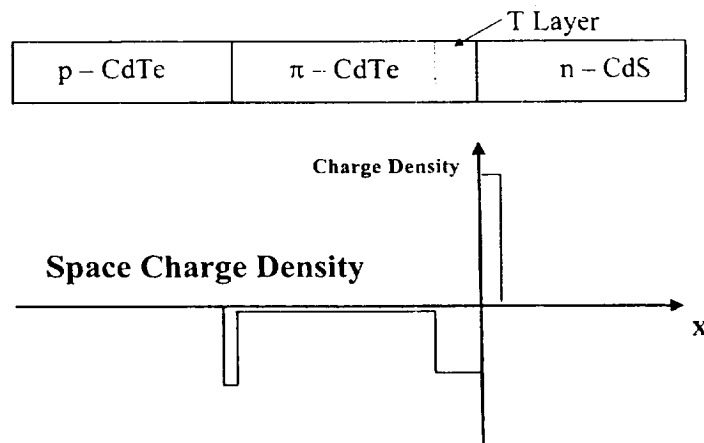 T Layer
p – CdTe
π – CdTe
n – CdS
Charge Density
Space Charge Density
x